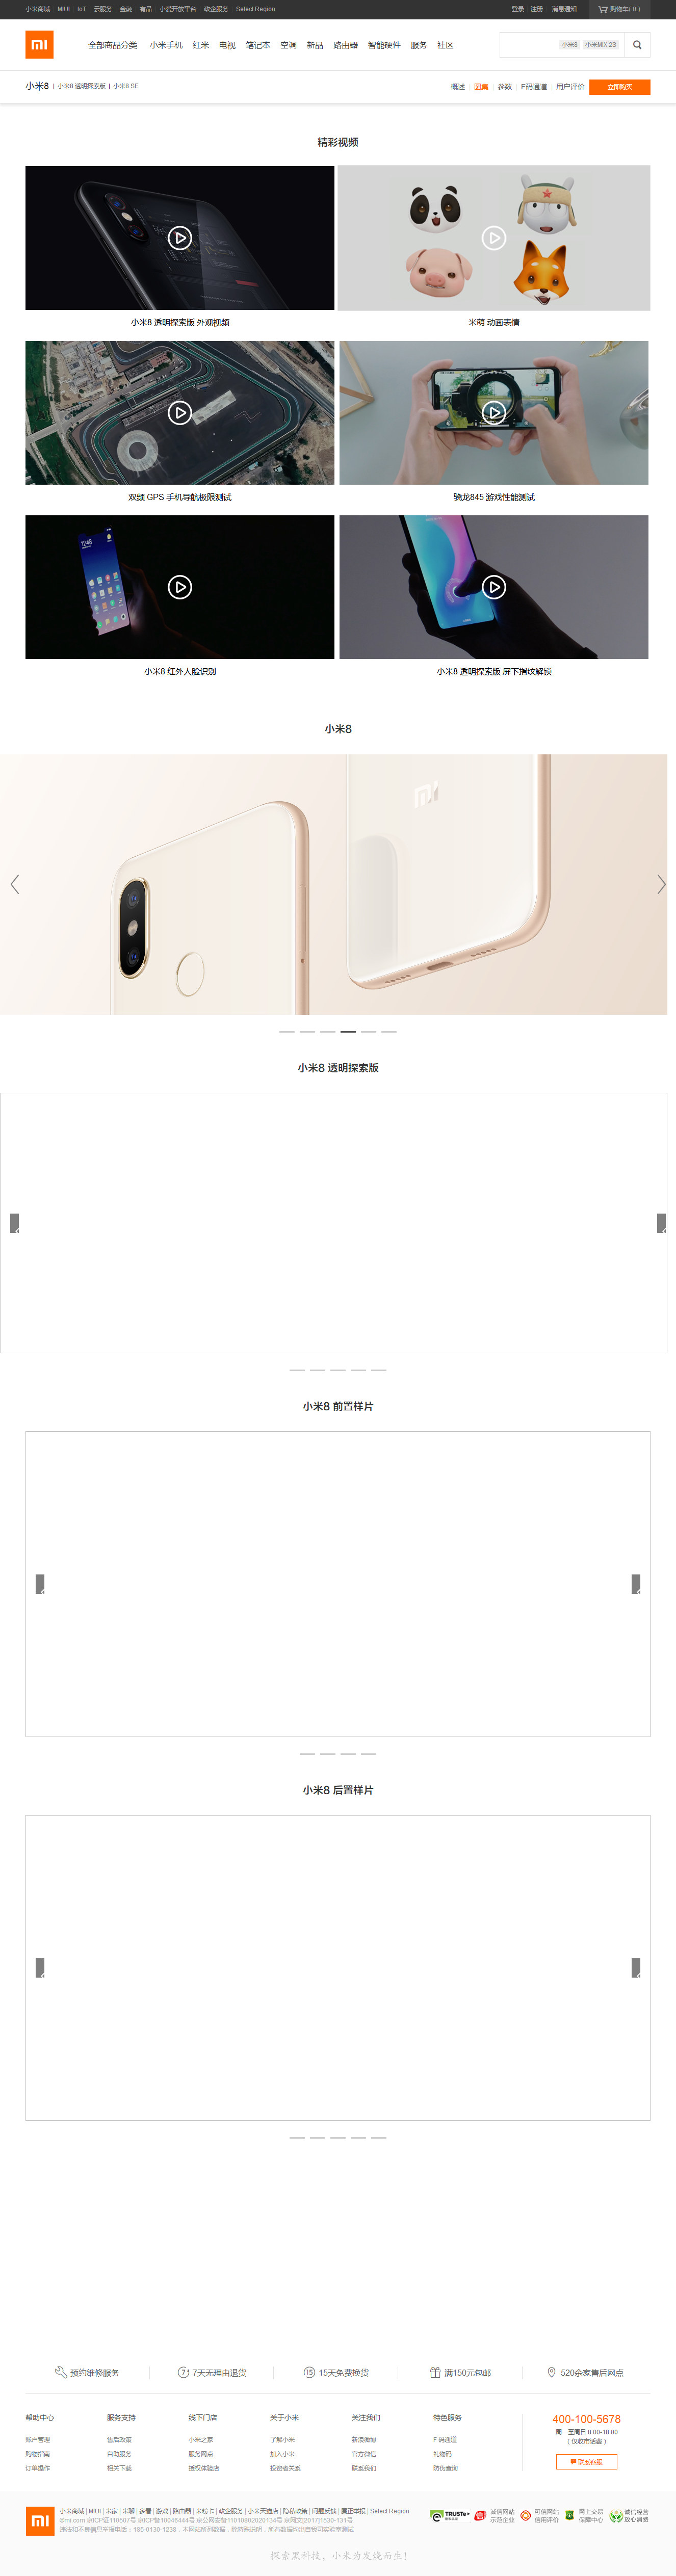 小米商城 MIUI IoT 云服务 金融 有品 小爱开放平台 政企服务 Select Region
登录 注册 消息通知 购物车( 0 )
mi 全部商品分类 小米手机 红米 电视 笔记本 空调 新品 路由器 智能硬件 服务 社区
小米8 小米MIX 2S
小米8 | 小米8 透明探索版 | 小米8 SE
概述 图集 参数 F码通道 用户评价 立即购买
精彩视频
小米8 透明探索版 外观视频
米萌 动画表情
双频 GPS 手机导航极限测试
骁龙845 游戏性能测试
小米8 红外人脸识别
小米8 透明探索版 屏下指纹解锁
小米8
小米8 透明探索版
小米8 前置样片
小米8 后置样片
预约维修服务 7天无理由退货 15天免费换货 满150元包邮 520余家售后网点
帮助中心 服务支持 线下门店 关于小米 关注我们 特色服务
账户管理 售后政策 小米之家 了解小米 新浪微博 F 码通道
购物指南 自助服务 服务网点 加入小米 官方微信 礼物码
订单操作 相关下载 授权体验店 投资者关系 联系我们 防伪查询
400-100-5678
周一至周日 8:00-18:00
（仅收市话费）
联系客服
小米商城 | MIUI | 米家 | 米聊 | 多看 | 游戏 | 路由器 | 米粉卡 | 政企服务 | 小米天猫店 | 隐私政策 | 问题反馈 | 廉正举报 | Select Region
©mi.com 京ICP证110507号 京ICP备10046444号 京公网安备11010802020134号 京网文[2017]1530-131号
违法和不良信息举报电话：185-0130-1238，本网站所列数据，除特殊说明，所有数据均出自我司实验室测试
TRUSTe
诚信网站
示范企业
可信网站
信用评价
网上交易
保障中心
诚信经营
放心消费
探索黑科技，小米为发烧而生！